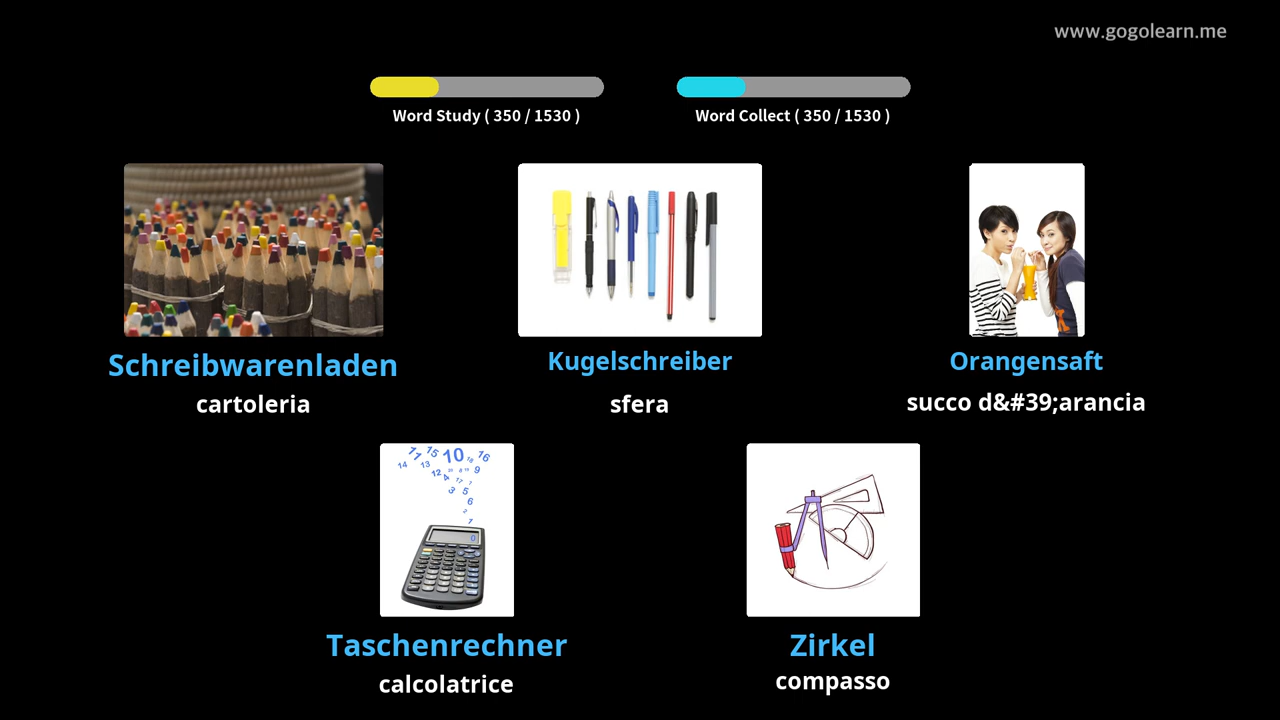 www.gogolearn.me
Word Study ( 350 / 1530 )
Word Collect ( 350 / 1530 )
Schreibwarenladen
cartoleria
Kugelschreiber
sfera
Orangensaft
succo d&#39;arancia
Taschenrechner
calcolatrice
Zirkel
compasso